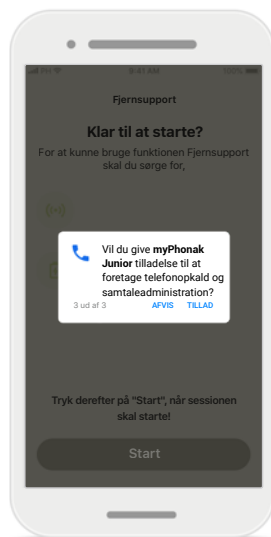 9:41 AM
100%
Fjernsupport
Klar til at starte?
For at kunne bruge funktionen Fjernsupport
skal du sørge for,
Vil du give myPhonak
Junior tilladelse til at
foretage telefonopkald og
samtaleadministration?
3 ud af 3 AFVIS TILLAD
Tryk derefter på "Start", når sessionen
skal starte!
Start